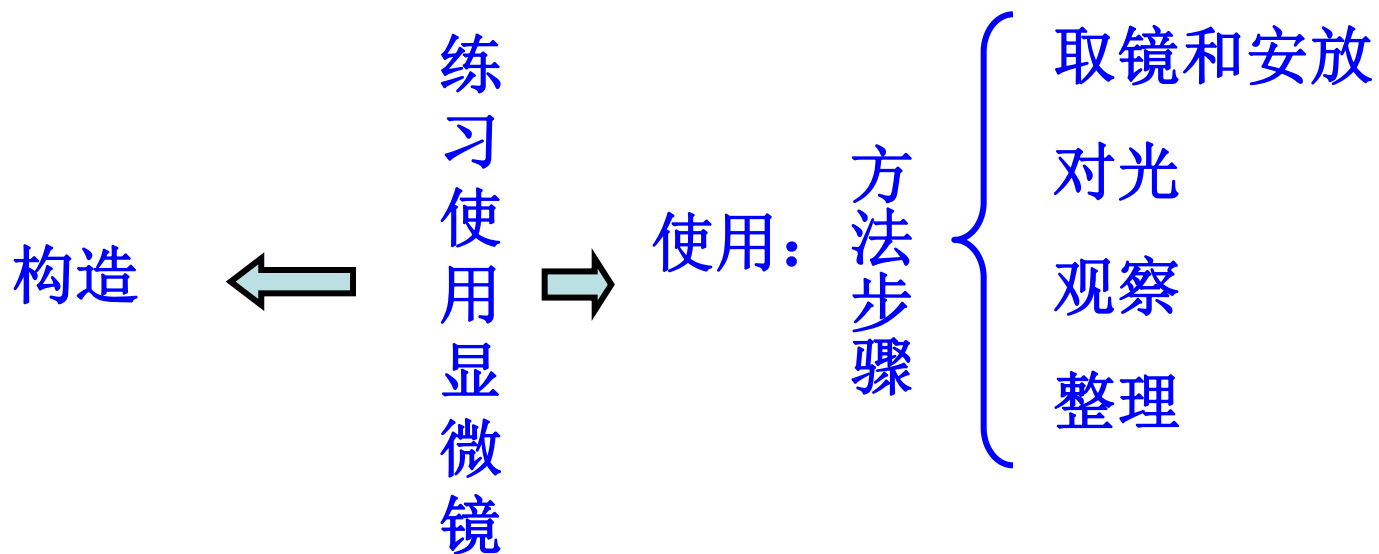 构造
练习使用显微镜
使用：
方法步骤
取镜和安放
对光
观察
整理